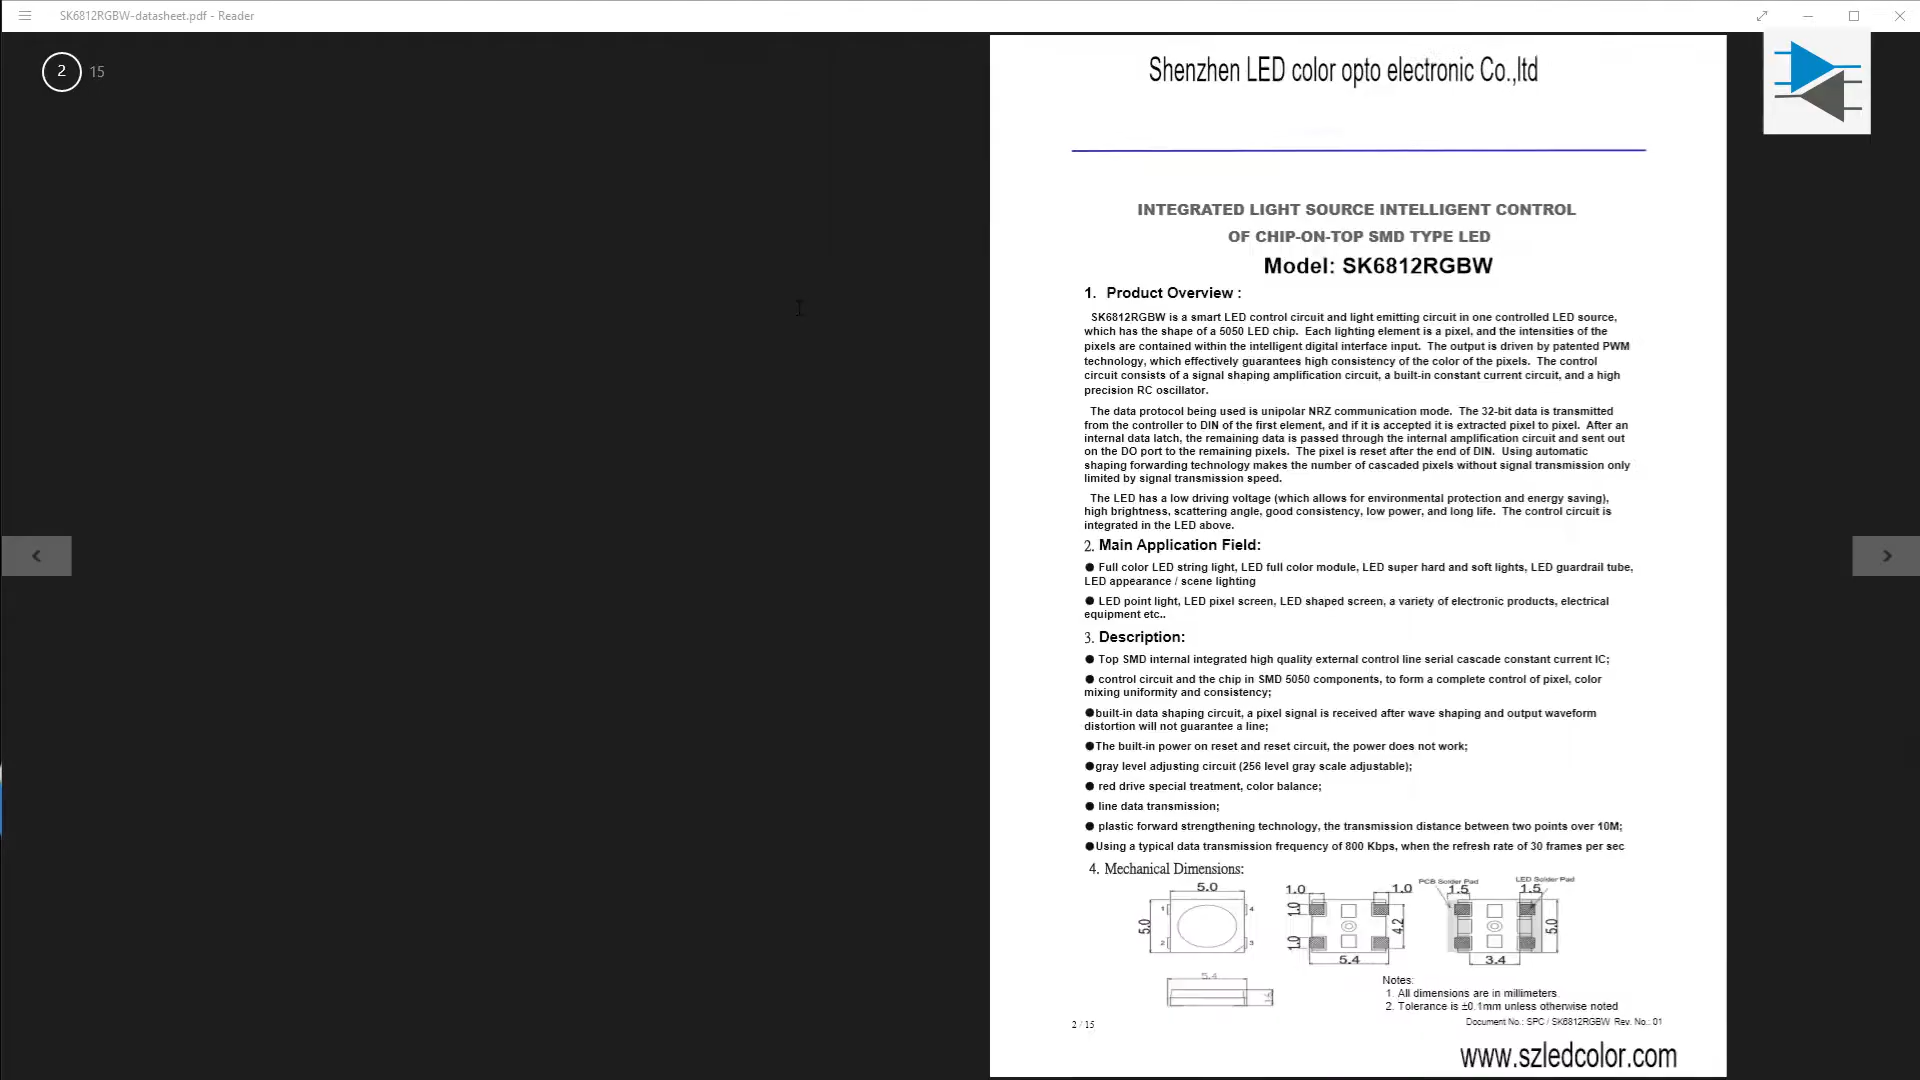 SK6812RGBW-datasheet.pdf - Reader
2 15
Shenzhen LED color opto electronic Co.,ltd
INTEGRATED LIGHT SOURCE INTELLIGENT CONTROL
OF CHIP-ON-TOP SMD TYPE LED
Model: SK6812RGBW
1. Product Overview :
SK6812RGBW is a smart LED control circuit and light emitting circuit in one controlled LED source,
which has the shape of a 5050 LED chip. Each lighting element is a pixel, and the intensities of the
pixels are contained within the intelligent digital interface input. The output is driven by patented PWM
technology, which effectively guarantees high consistency of the color of the pixels. The control
circuit consists of a signal shaping amplification circuit, a built-in constant current circuit, and a high
precision RC oscillator.
The data protocol being used is unipolar NRZ communication mode. The 32-bit data is transmitted
from the controller to DIN of the first element, and if it is accepted it is extracted pixel to pixel. After an
internal data latch, the remaining data is passed through the internal amplification circuit and sent out
on the DO port to the remaining pixels. The pixel is reset after the end of DIN. Using automatic
shaping forwarding technology makes the number of cascaded pixels without signal transmission only
limited by signal transmission speed.
The LED has a low driving voltage (which allows for environmental protection and energy saving),
high brightness, scattering angle, good consistency, low power, and long life. The control circuit is
integrated in the LED above.
2. Main Application Field:
● Full color LED string light, LED full color module, LED super hard and soft lights, LED guardrail tube,
LED appearance / scene lighting
● LED point light, LED pixel screen, LED shaped screen, a variety of electronic products, electrical
equipment etc..
3. Description:
● Top SMD internal integrated high quality external control line serial cascade constant current IC;
● control circuit and the chip in SMD 5050 components, to form a complete control of pixel, color
mixing uniformity and consistency;
●built-in data shaping circuit, a pixel signal is received after wave shaping and output waveform
distortion will not guarantee a line;
●The built-in power on reset and reset circuit, the power does not work;
●gray level adjusting circuit (256 level gray scale adjustable);
● red drive special treatment, color balance;
● line data transmission;
● plastic forward strengthening technology, the transmission distance between two points over 10M;
●Using a typical data transmission frequency of 800 Kbps, when the refresh rate of 30 frames per sec
4. Mechanical Dimensions:
PCB Solder Pad LED Solder Pad
5.0 1.0 1.0 1.5 1.5
1 4 1.0
5.0 4.2 5.0
2 3 1.0
5.4 3.4
5.4
1.6
Notes:
1. All dimensions are in millimeters
2. Tolerance is ±0.1mm unless otherwise noted
2 / 15
Document No.: SPC / SK6812RGBW Rev. No.: 01
www.szledcolor.com